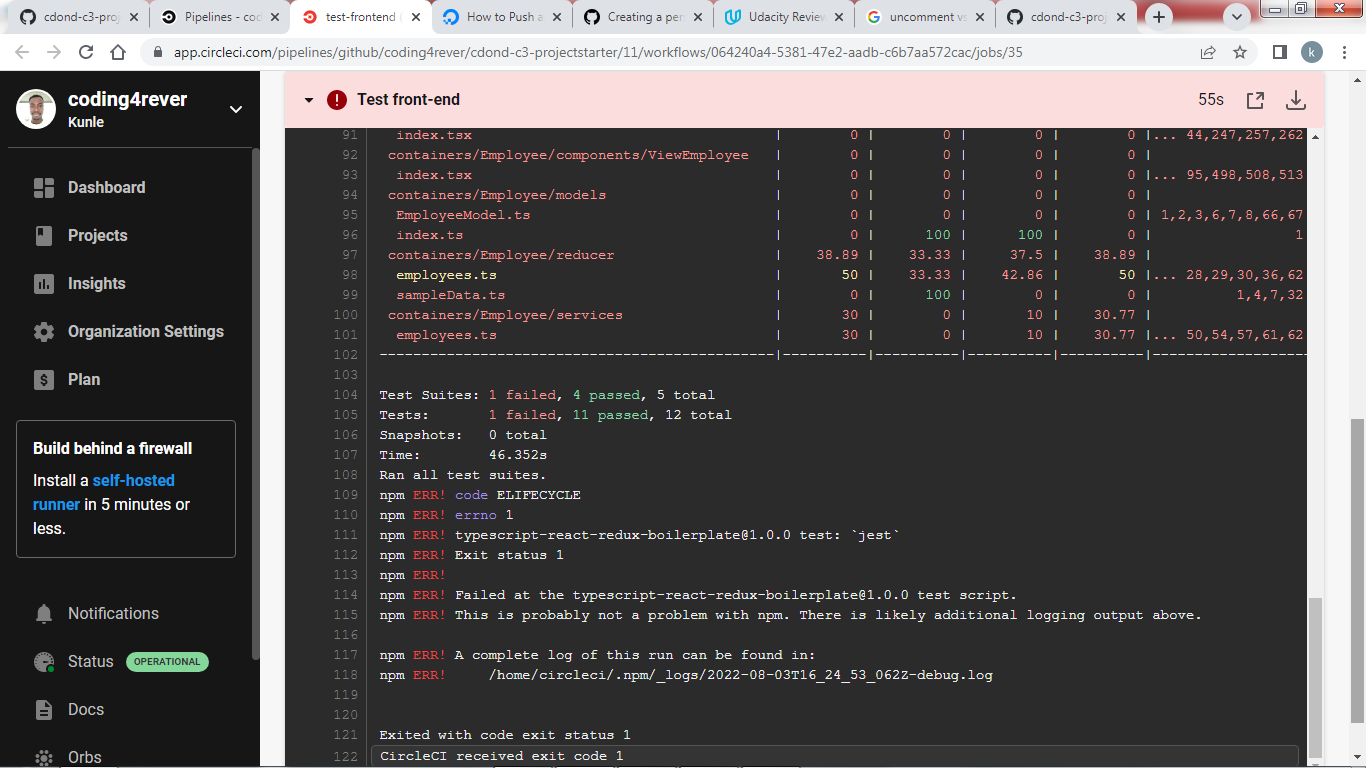 cdond-c3-proj
Pipelines - cod
test-frontend (
How to Push a
Creating a per
Udacity Review
uncomment vs
cdond-c3-proj
app.circleci.com/pipelines/github/coding4rever/cdond-c3-projectstarter/11/workflows/064240a4-5381-47e2-aadb-c6b7aa572cac/jobs/35
k
coding4rever
Kunle
Dashboard
Projects
Insights
Organization Settings
Plan
Build behind a firewall
Install a self-hosted
runner in 5 minutes or
less.
Notifications
Status OPERATIONAL
Docs
Orbs
Test front-end 55s
91 index.tsx | 0 | 0 | 0 | 0 |... 44,247,257,262
92 containers/Employee/components/ViewEmployee | 0 | 0 | 0 | 0 |
93 index.tsx | 0 | 0 | 0 | 0 |... 95,498,508,513
94 containers/Employee/models | 0 | 0 | 0 | 0 |
95 EmployeeModel.ts | 0 | 0 | 0 | 0 | 1,2,3,6,7,8,66,67
96 index.ts | 0 | 100 | 100 | 0 | 1
97 containers/Employee/reducer | 38.89 | 33.33 | 37.5 | 38.89 |
98 employees.ts | 50 | 33.33 | 42.86 | 50 |... 28,29,30,36,62
99 sampleData.ts | 0 | 100 | 0 | 0 | 1,4,7,32
100 containers/Employee/services | 30 | 0 | 10 | 30.77 |
101 employees.ts | 30 | 0 | 10 | 30.77 |... 50,54,57,61,62
102 -----------------------------------------------|----------|----------|----------|----------|-------------------
103
104 Test Suites: 1 failed, 4 passed, 5 total
105 Tests: 1 failed, 11 passed, 12 total
106 Snapshots: 0 total
107 Time: 46.352s
108 Ran all test suites.
109 npm ERR! code ELIFECYCLE
110 npm ERR! errno 1
111 npm ERR! typescript-react-redux-boilerplate@1.0.0 test: `jest`
112 npm ERR! Exit status 1
113 npm ERR!
114 npm ERR! Failed at the typescript-react-redux-boilerplate@1.0.0 test script.
115 npm ERR! This is probably not a problem with npm. There is likely additional logging output above.
116
117 npm ERR! A complete log of this run can be found in:
118 npm ERR! /home/circleci/.npm/_logs/2022-08-03T16_24_53_062Z-debug.log
119
120
121 Exited with code exit status 1
122 CircleCI received exit code 1